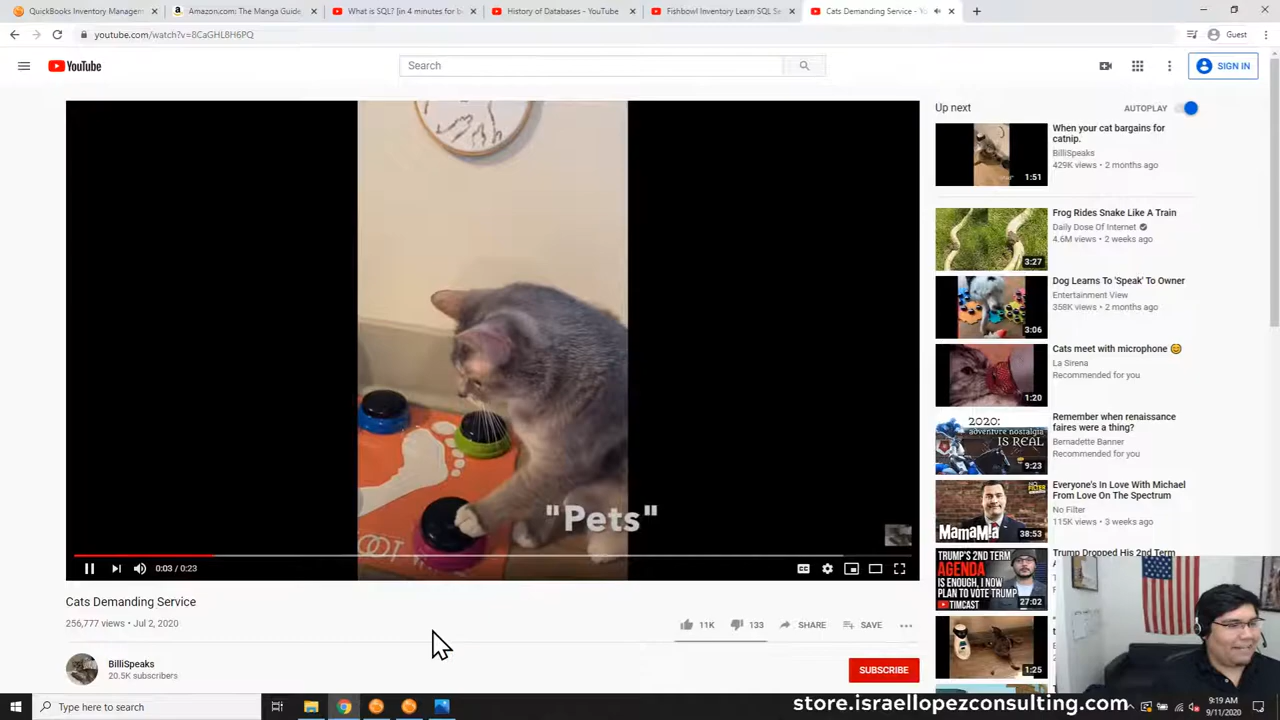 QuickBooks Inventory Managem
Amazon.com: The Manga Guide
What is SQL? [in 4 minutes for b
History of Databases - YouTube
Fishbowl Inventory Learn SQL Se
Cats Demanding Service - Y
youtube.com/watch?v=8CaGHL8H6PQ
Guest
YouTube
Search
SIGN IN
"Pets"
0:03 / 0:23
Cats Demanding Service
256,777 views • Jul 2, 2020
11K
133
SHARE
SAVE
BilliSpeaks
20.5K subscribers
SUBSCRIBE
Up next
AUTOPLAY
1:51
When your cat bargains for
catnip.
BilliSpeaks
429K views • 2 months ago
3:27
Frog Rides Snake Like A Train
Daily Dose Of Internet
4.6M views • 2 weeks ago
3:06
Dog Learns To 'Speak' To Owner
Entertainment View
358K views • 2 months ago
1:20
Cats meet with microphone 😊
La Sirena
Recommended for you
2020:
adventure nostalgia
IS REAL
9:23
Remember when renaissance
faires were a thing?
Bernadette Banner
Recommended for you
MamaMia
NO FILTER
38:53
Everyone's In Love With Michael
From Love On The Spectrum
No Filter
115K views • 3 weeks ago
TRUMP'S 2ND TERM
AGENDA
IS ENOUGH, I NOW
PLAN TO VOTE TRUMP
TIMCAST
27:02
Trump Dropped His 2nd Term
1:25
store.israellopezconsulting.com
Type here to search
9:19 AM
9/11/2020